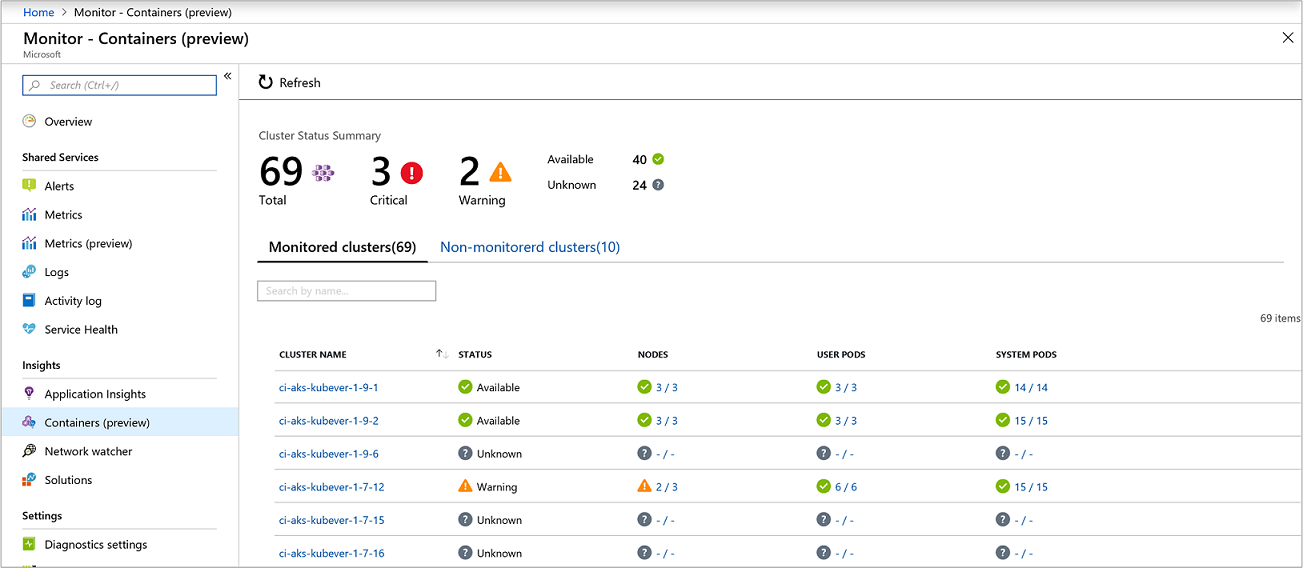 Home > Monitor - Containers (preview)
Monitor - Containers (preview)
Microsoft
Search (Ctrl+/)
«
Overview
Shared Services
Alerts
Metrics
Metrics (preview)
Logs
Activity log
Service Health
Insights
Application Insights
Containers (preview)
Network watcher
Solutions
Settings
Diagnostics settings
Refresh
Cluster Status Summary
69 3 2
Total Critical Warning
Available 40
Unknown 24
Monitored clusters(69) Non-monitorerd clusters(10)
Search by name...
69 items
CLUSTER NAME STATUS NODES USER PODS SYSTEM PODS
ci-aks-kubever-1-9-1 Available 3 / 3 3 / 3 14 / 14
ci-aks-kubever-1-9-2 Available 3 / 3 3 / 3 15 / 15
ci-aks-kubever-1-9-6 Unknown - / - - / - - / -
ci-aks-kubever-1-7-12 Warning 2 / 3 6 / 6 15 / 15
ci-aks-kubever-1-7-15 Unknown - / - - / - - / -
ci-aks-kubever-1-7-16 Unknown - / - - / - - / -